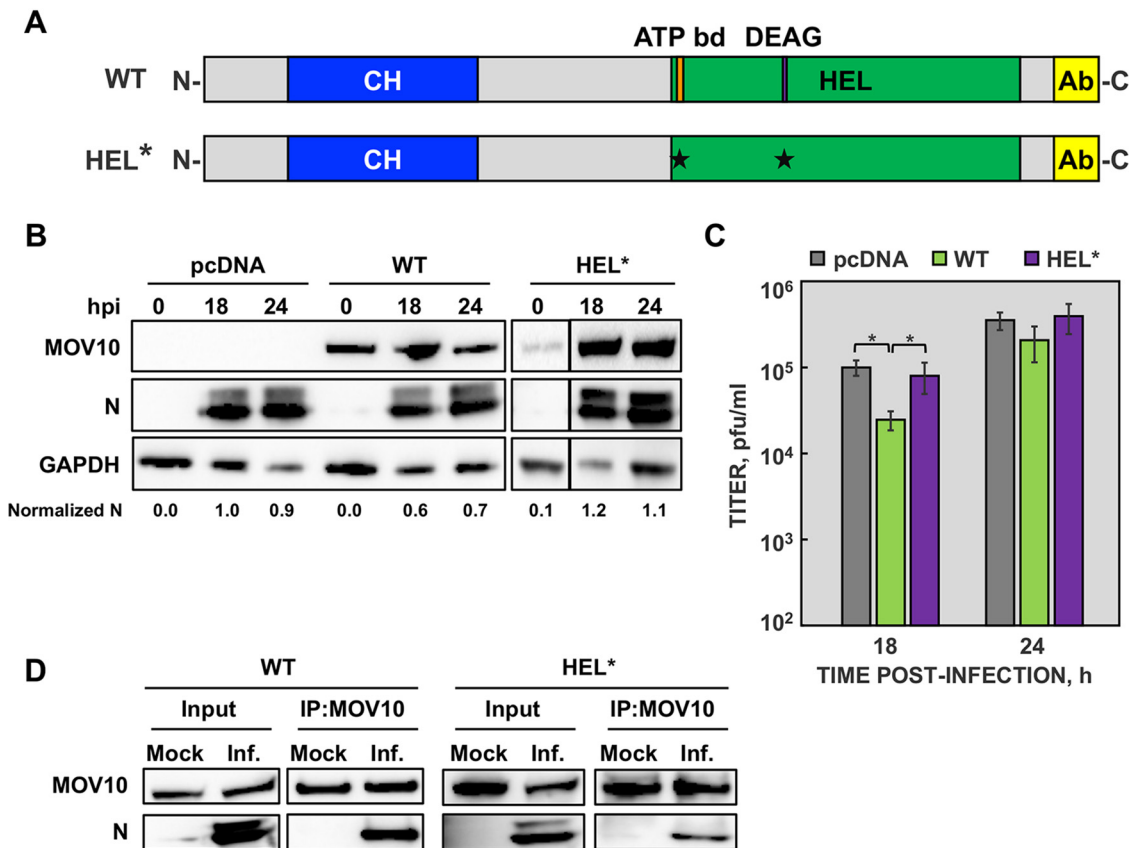 A
ATP bd DEAG
WT N- CH HEL Ab -C
HEL* N- CH Ab -C
B
pcDNA WT HEL*
hpi 0 18 24 0 18 24 0 18 24
MOV10
N
GAPDH
Normalized N 0.0 1.0 0.9 0.0 0.6 0.7 0.1 1.2 1.1
C
pcDNA WT HEL*
TITER, pfu/ml
10⁶
* *
10⁵
10⁴
10³
10²
18 24
TIME POST-INFECTION, h
D
WT HEL*
Input IP:MOV10 Input IP:MOV10
Mock Inf. Mock Inf. Mock Inf. Mock Inf.
MOV10
N